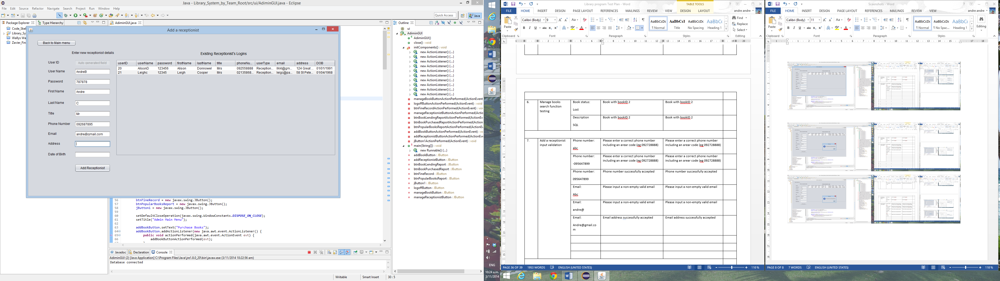 Java - Library_System_by_Team_Root/src/ui/AdiminGUI.java - Eclipse
File Edit Source Refactor Navigate Search Project Run Window Help
Quick Access
Java
Package Explorer
Type Hierarchy
AdiminGUI.java
Code_Skel
Library_Sy
Wallys Wa
Zavier_Fin
Add a receptionist
Back to Main menu
Enter new receptionist details
Existing Receptionist's Logins
User ID Auto generated field
User Name AndreB
Password 787878
First Name Andre
Last Name C
Title Mr
Phone Number 092687895
Email andre@gmail.com
Address
Date of Birth
Add Receptionist
userID userName password firstName lastName title phoneNu... userType email address DOB
20 AlisonD 123456 Alison Donnowel Mrs 092558888 Reception... llkkl@gm... 124 Great ... 01/01/1991
21 Leighc 12345 Leigh Cooper Mrs 02135868... Reception... leigc@pa... 58 St Pete... 01/04/1968
56 btnFineRecord = new javax.swing.JButton();
57 btnPopularBooksReport = new javax.swing.JButton();
58 jButton1 = new javax.swing.JButton();
59
60 setDefaultCloseOperation(javax.swing.WindowConstants.DISPOSE_ON_CLOSE);
61 setTitle("Admin Main Menu");
62
63 addBookButton.setText("Purchase Books");
64 addBookButton.addActionListener(new java.awt.event.ActionListener() {
65 public void actionPerformed(java.awt.event.ActionEvent evt) {
66 addBookButtonActionPerformed(evt);
Javadoc Declaration Console
AdiminGUI (2) [Java Application] C:\Program Files\Java\jre1.8.0_20\bin\javaw.exe (3/11/2014 10:22:56 am)
Database connected
Writable Smart Insert 30 : 5
Outline
ui
AdiminGUI
AdiminGUI()
close() : void
initComponents() : void
new ActionListener() {...}
new ActionListener() {...}
new ActionListener() {...}
new ActionListener() {...}
new ActionListener() {...}
new ActionListener() {...}
new ActionListener() {...}
new ActionListener() {...}
new ActionListener() {...}
new ActionListener() {...}
manageBookButtonActionPerformed(ActionEvent
logoffButtonActionPerformed(ActionEvent) : void
btnFineRecordActionPerformed(ActionEvent) : voi
manageReceptionistButtonActionPerformed(Actio
btnBookLendingReportActionPerformed(ActionEv
btnBookPurchasedReportActionPerformed(Action
btnPopularBooksReportActionPerformed(ActionEv
addBookButtonActionPerformed(ActionEvent) : vo
addReceptionistButtonActionPerformed(ActionEve
jButton1ActionPerformed(ActionEvent) : void
main(String[]) : void
new Runnable() {...}
addBookButton : JButton
addReceptionistButton : JButton
btnBookLendingReport : JButton
btnBookPurchasedReport : JButton
btnFineRecord : JButton
btnPopularBooksReport : JButton
jButton1 : JButton
logoffButton : JButton
manageBookButton : JButton
manageReceptionistButton : JButton
ENG
10:24 a.m.
3/11/2014
Library program Test Plan - Word
TABLE TOOLS
FILE HOME INSERT DESIGN PAGE LAYOUT REFERENCES MAILINGS REVIEW VIEW DESIGN LAYOUT
andre andre
Calibri (Body) 9
Paste
Clipboard Font Paragraph Styles Editing
AaBbCcDc AaBbCcl AaBbCcDc AaBbCc
¶ Normal Title No Spacing Heading 1
Find
Replace
Select
6. Manage books search function testing
Book status: Lost
Book with bookID 2
Book with bookID 2
Description SQL
Book with bookID 2
Book with bookID 2
7. Add a receptionist input validation
Phone number: abc
Please enter a correct phone number including an arear code (eg 092728888)
Please enter a correct phone number including an arear code (eg 092728888)
Phone number: -095647899
Please enter a correct phone number including an arear code (eg 092728888)
Please enter a correct phone number including an arear code (eg 092728888)
Phone number: 095647899
Phone number successfully accepted
Phone number successfully accepted
Email: Abc
Please input a non-empty valid email
Please input a non-empty valid email
Email: andre@
Please input a non-empty valid email
Please input a non-empty valid email
Email: Andre@gmail.com
Email address successfully accepted
Email address successfully accepted
PAGE 36 OF 39 1953 WORDS ENGLISH (UNITED STATES) 110 %
Sceenshots - Word
FILE HOME INSERT DESIGN PAGE LAYOUT REFERENCES MAILINGS REVIEW VIEW
andre andre
Calibri (Body) 11
Paste
Clipboard Font Paragraph Styles
AaBbCcDc AaBbCcDc AaBbCc
¶ Normal ¶ No Spac... Heading 1
Editing
PAGE 8 OF 8 7 WORDS ENGLISH (UNITED STATES) 110 %